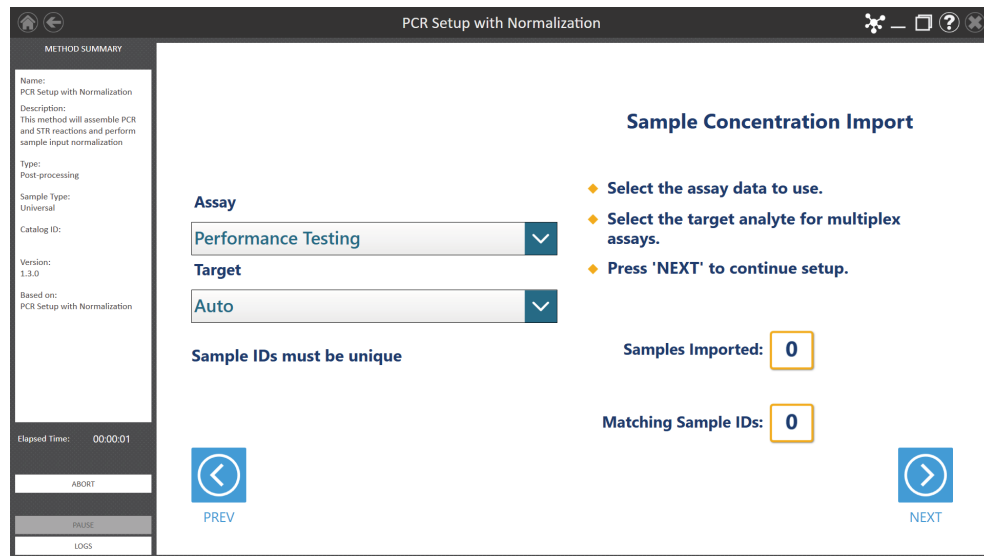 PCR Setup with Normalization
METHOD SUMMARY
Name:
PCR Setup with Normalization
Description:
This method will assemble PCR
and STR reactions and perform
sample input normalization
Type:
Post-processing
Sample Type:
Universal
Catalog ID:
Version:
1.3.0
Based on:
PCR Setup with Normalization
Elapsed Time: 00:00:01
ABORT
PAUSE
LOGS
Assay
Performance Testing
Target
Auto
Sample IDs must be unique
PREV
Sample Concentration Import
Select the assay data to use.
Select the target analyte for multiplex
assays.
Press 'NEXT' to continue setup.
Samples Imported: 0
Matching Sample IDs: 0
NEXT